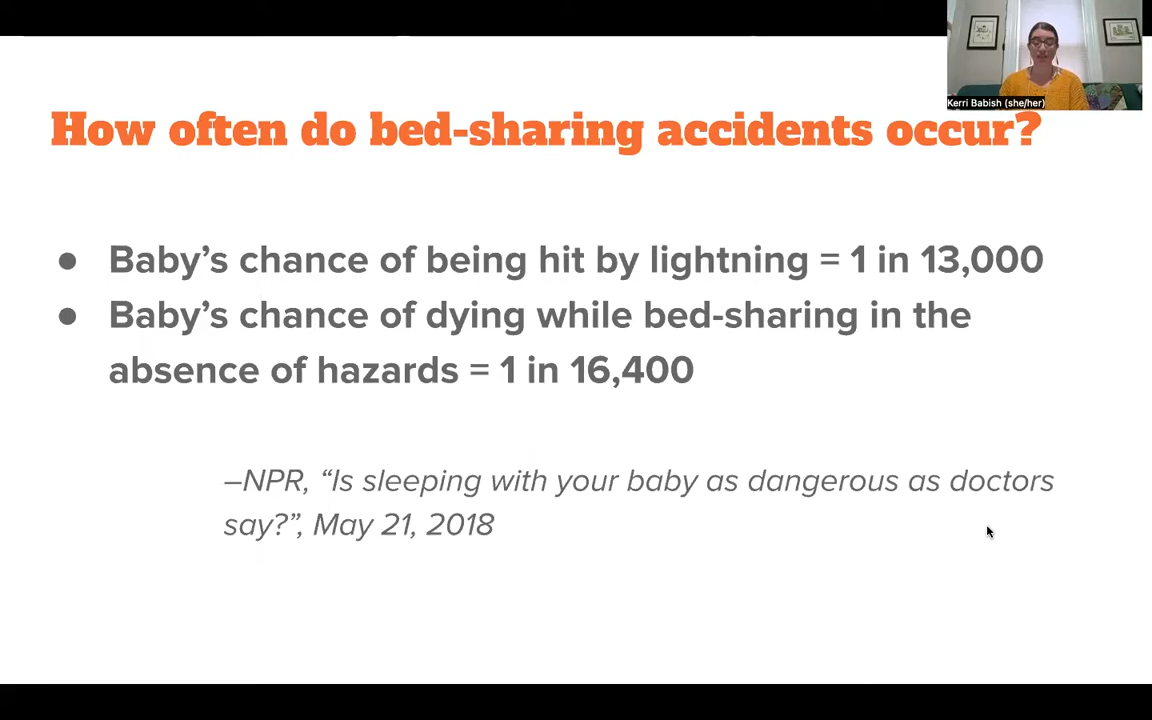 Kerri Babish (she/her)
How often do bed-sharing accidents occur?
● Baby’s chance of being hit by lightning = 1 in 13,000
● Baby’s chance of dying while bed-sharing in the
absence of hazards = 1 in 16,400
–NPR, “Is sleeping with your baby as dangerous as doctors
say?”, May 21, 2018